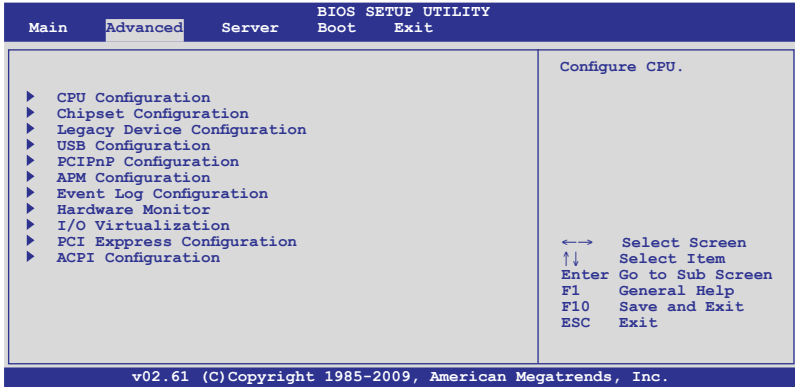 BIOS SETUP UTILITY
Main Advanced Server Boot Exit
CPU Configuration
Chipset Configuration
Legacy Device Configuration
USB Configuration
PCIPnP Configuration
APM Configuration
Event Log Configuration
Hardware Monitor
I/O Virtualization
PCI Exppress Configuration
ACPI Configuration
Configure CPU.
←→ Select Screen
↑↓ Select Item
Enter Go to Sub Screen
F1 General Help
F10 Save and Exit
ESC Exit
v02.61 (C)Copyright 1985-2009, American Megatrends, Inc.